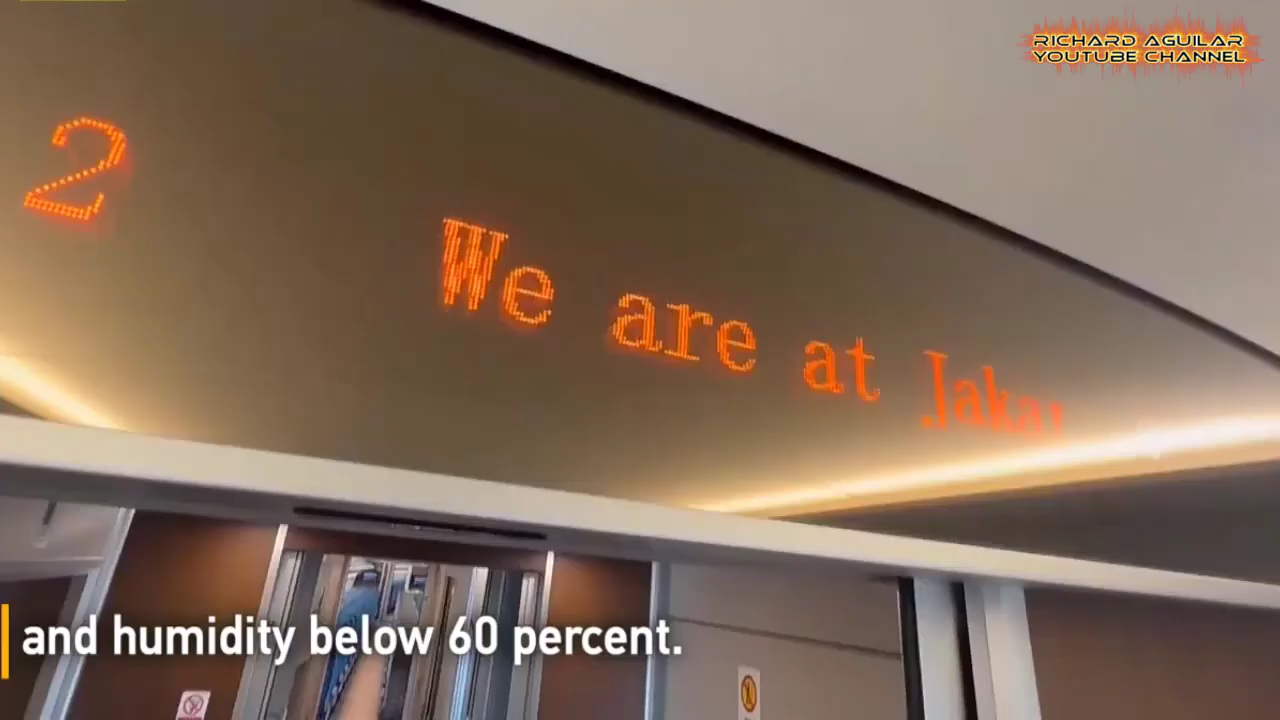 RICHARD AGUILAR
YOUTUBE CHANNEL
2 We are at
and humidity below 60 percent.